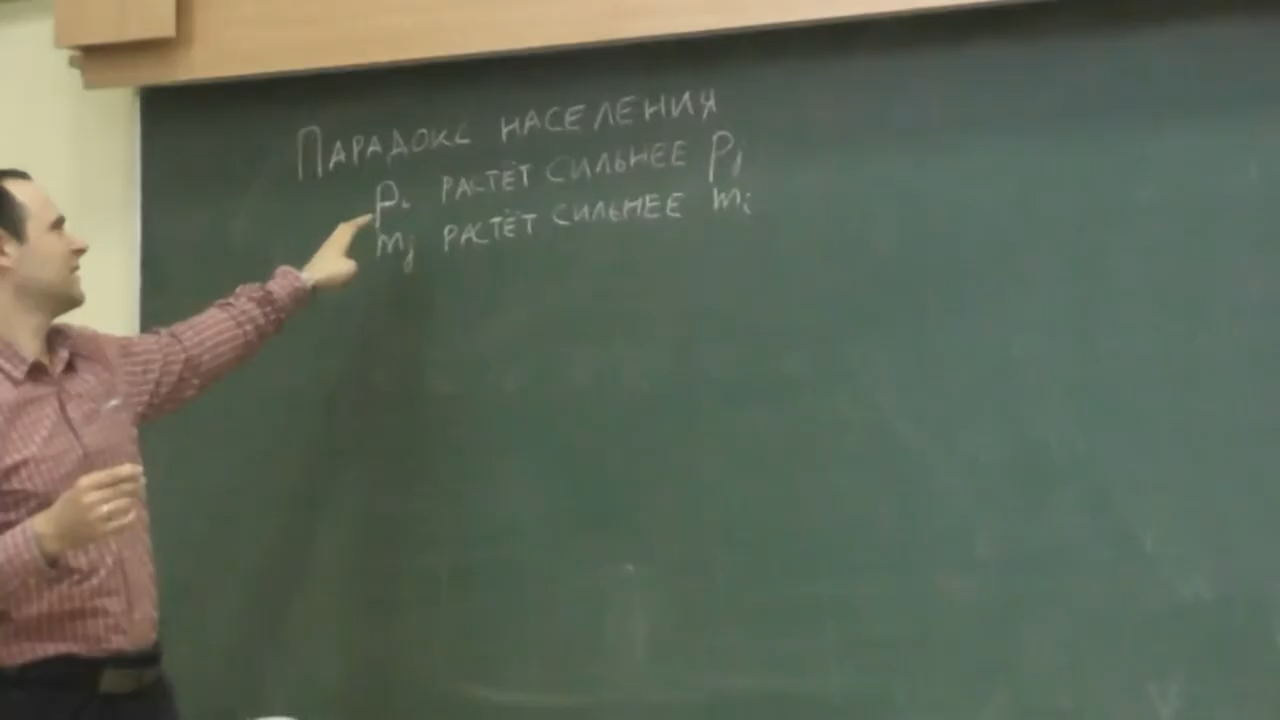 Парадокс населения
Pi растёт сильнее Pj
mj растёт сильнее mi